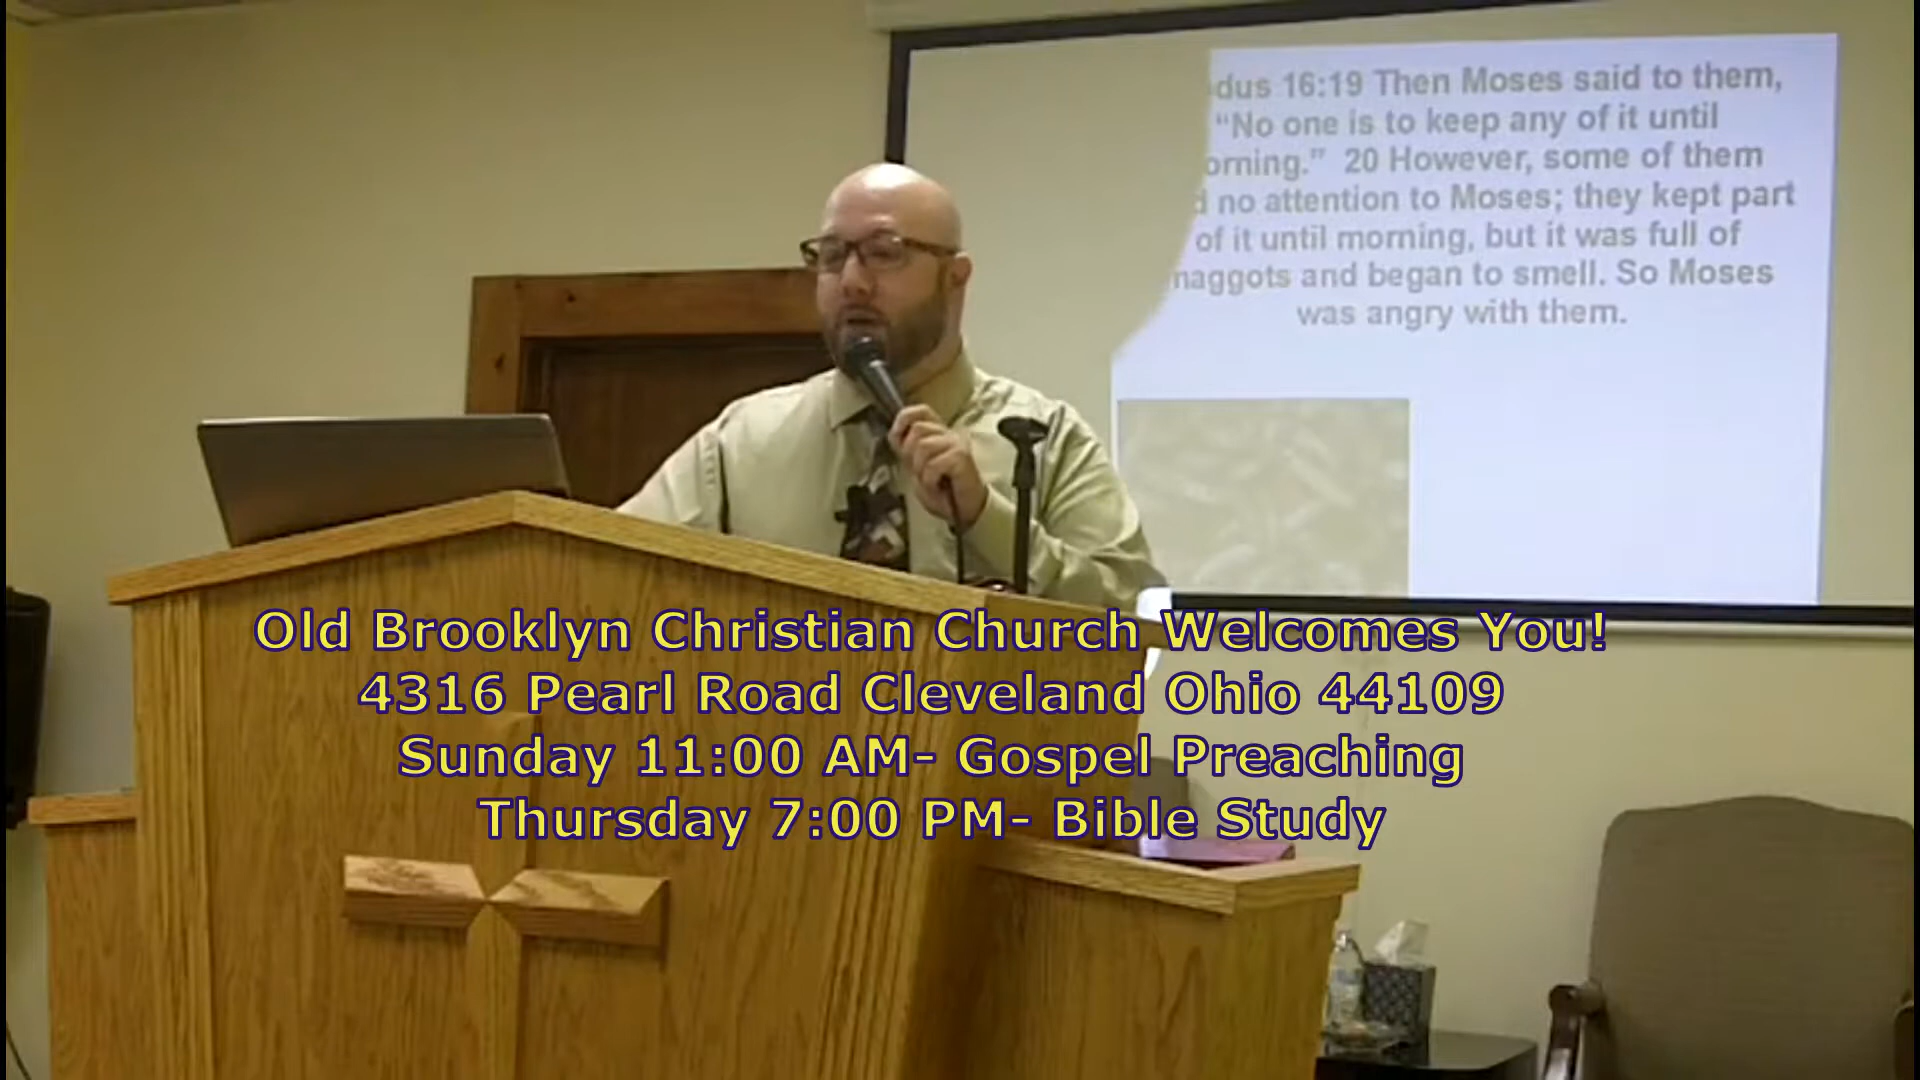 dus 16:19 Then Moses said to them,
“No one is to keep any of it until
orning.” 20 However, some of them
d no attention to Moses; they kept part
of it until morning, but it was full of
maggots and began to smell. So Moses
was angry with them.
Old Brooklyn Christian Church Welcomes You!
4316 Pearl Road Cleveland Ohio 44109
Sunday 11:00 AM- Gospel Preaching
Thursday 7:00 PM- Bible Study